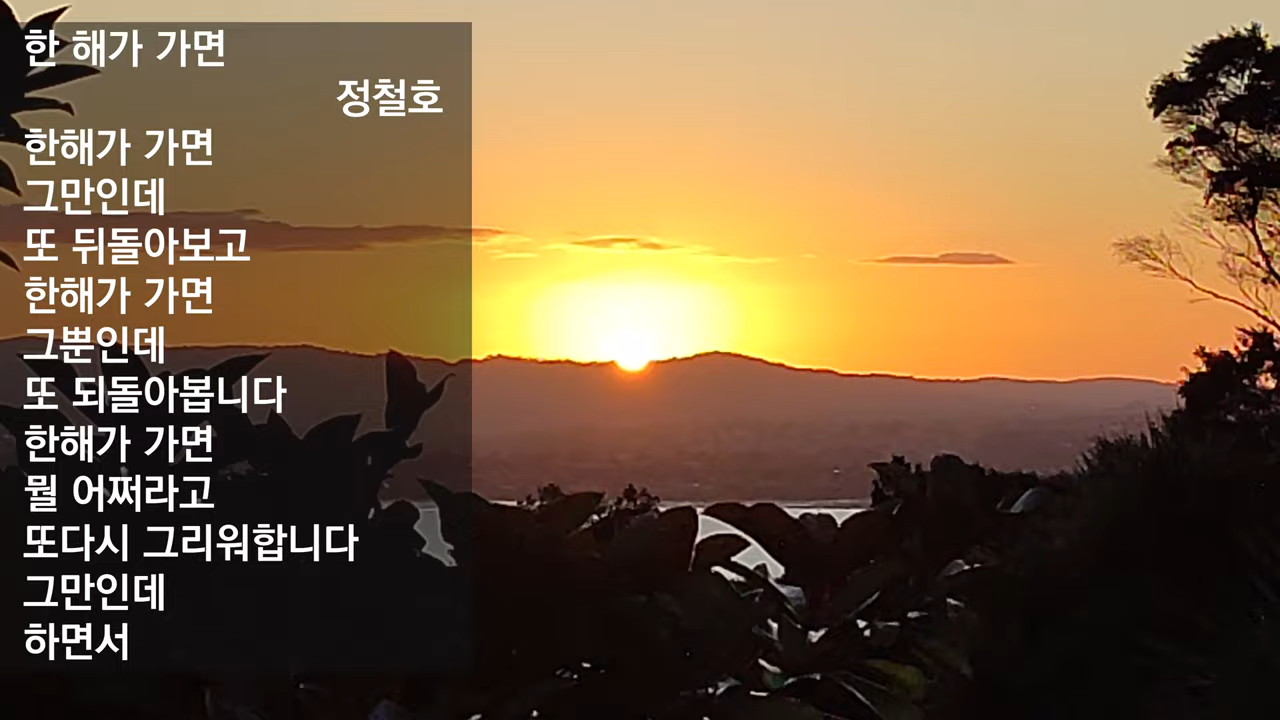 한 해가 가면
정철호
한해가 가면
그만인데
또 뒤돌아보고
한해가 가면
그뿐인데
또 되돌아봅니다
한해가 가면
뭘 어쩌라고
또다시 그리워합니다
그만인데
하면서